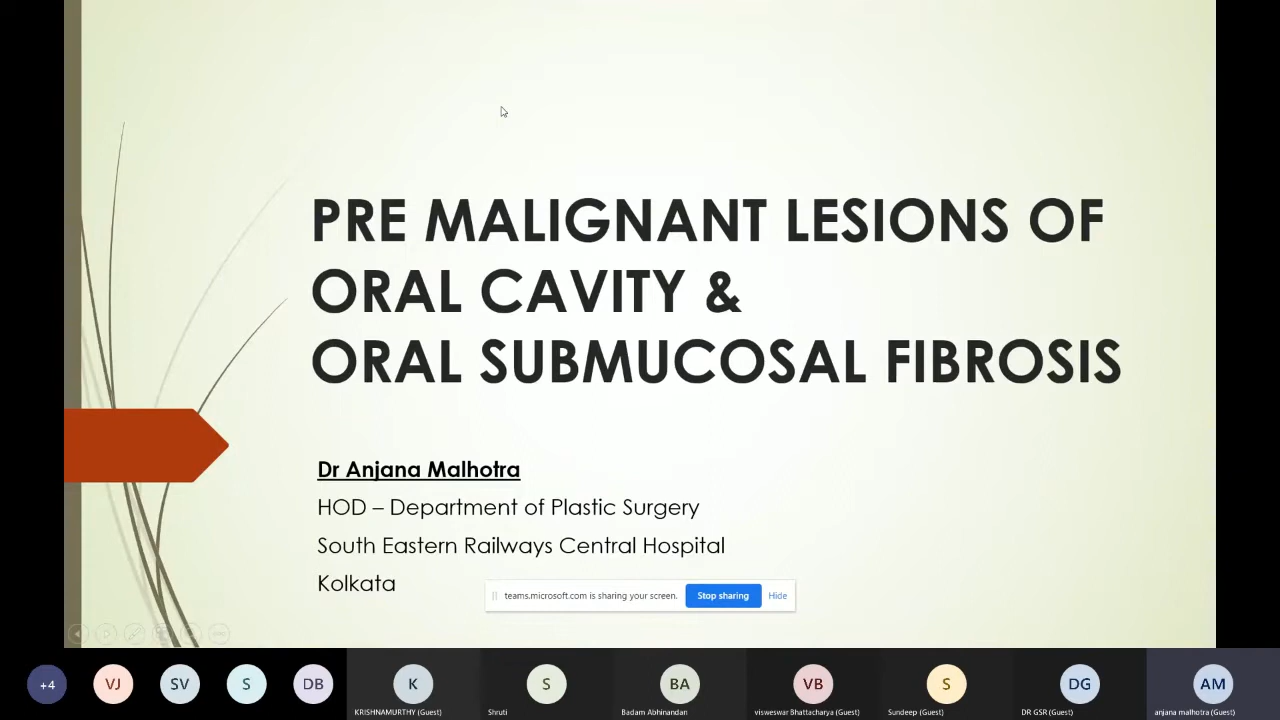 PRE MALIGNANT LESIONS OF
ORAL CAVITY &
ORAL SUBMUCOSAL FIBROSIS
Dr Anjana Malhotra
HOD – Department of Plastic Surgery
South Eastern Railways Central Hospital
Kolkata
teams.microsoft.com is sharing your screen. Stop sharing Hide
+4 VJ SV S DB K S BA VB S DG AM
KRISHNAMURTHY (Guest) Shruti Badam Abhinandan visweswar Bhattacharya (Guest) Sundeep (Guest) DR GSR (Guest) anjana malhotra (Guest)